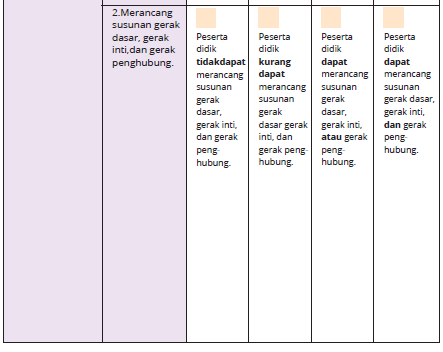 2.Merancang
susunan gerak
dasar, gerak
inti,dan gerak
penghubung.
Peserta
didik
tidakdapat
merancang
susunan
gerak
dasar,
gerak inti,
dan gerak
peng-
hubung.
Peserta
didik
kurang
dapat
merancang
susunan
gerak
dasar gerak
inti, dan
gerak peng-
hubung.
Peserta
didik
dapat
merancang
susunan
gerak
dasar,
gerak inti,
atau gerak
peng-
hubung.
Peserta
didik
dapat
merancang
susunan
gerak dasar,
gerak inti,
dan gerak
peng-
hubung.